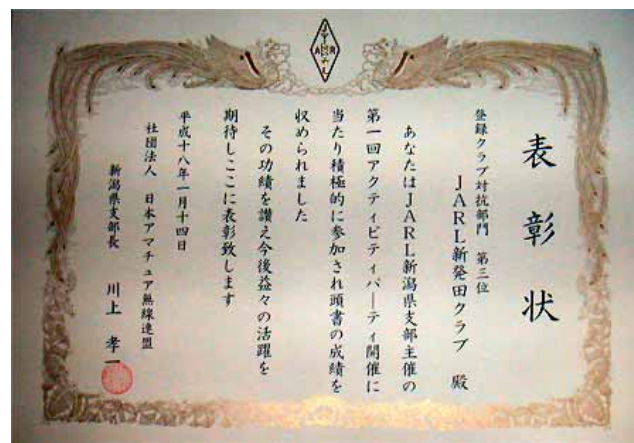 表彰状
登録クラブ対抗部門 第三位
JARL新発田クラブ 殿
あなたはJARL新潟県支部主催の
第一回アクティビティパーティ開催に
当たり積極的に参加され頭書の成績を
収められました
その功績を讃え今後益々の活躍を
期待しここに表彰致します
平成十八年一月十四日
社団法人 日本アマチュア無線連盟
新潟県支部長 川上 孝一